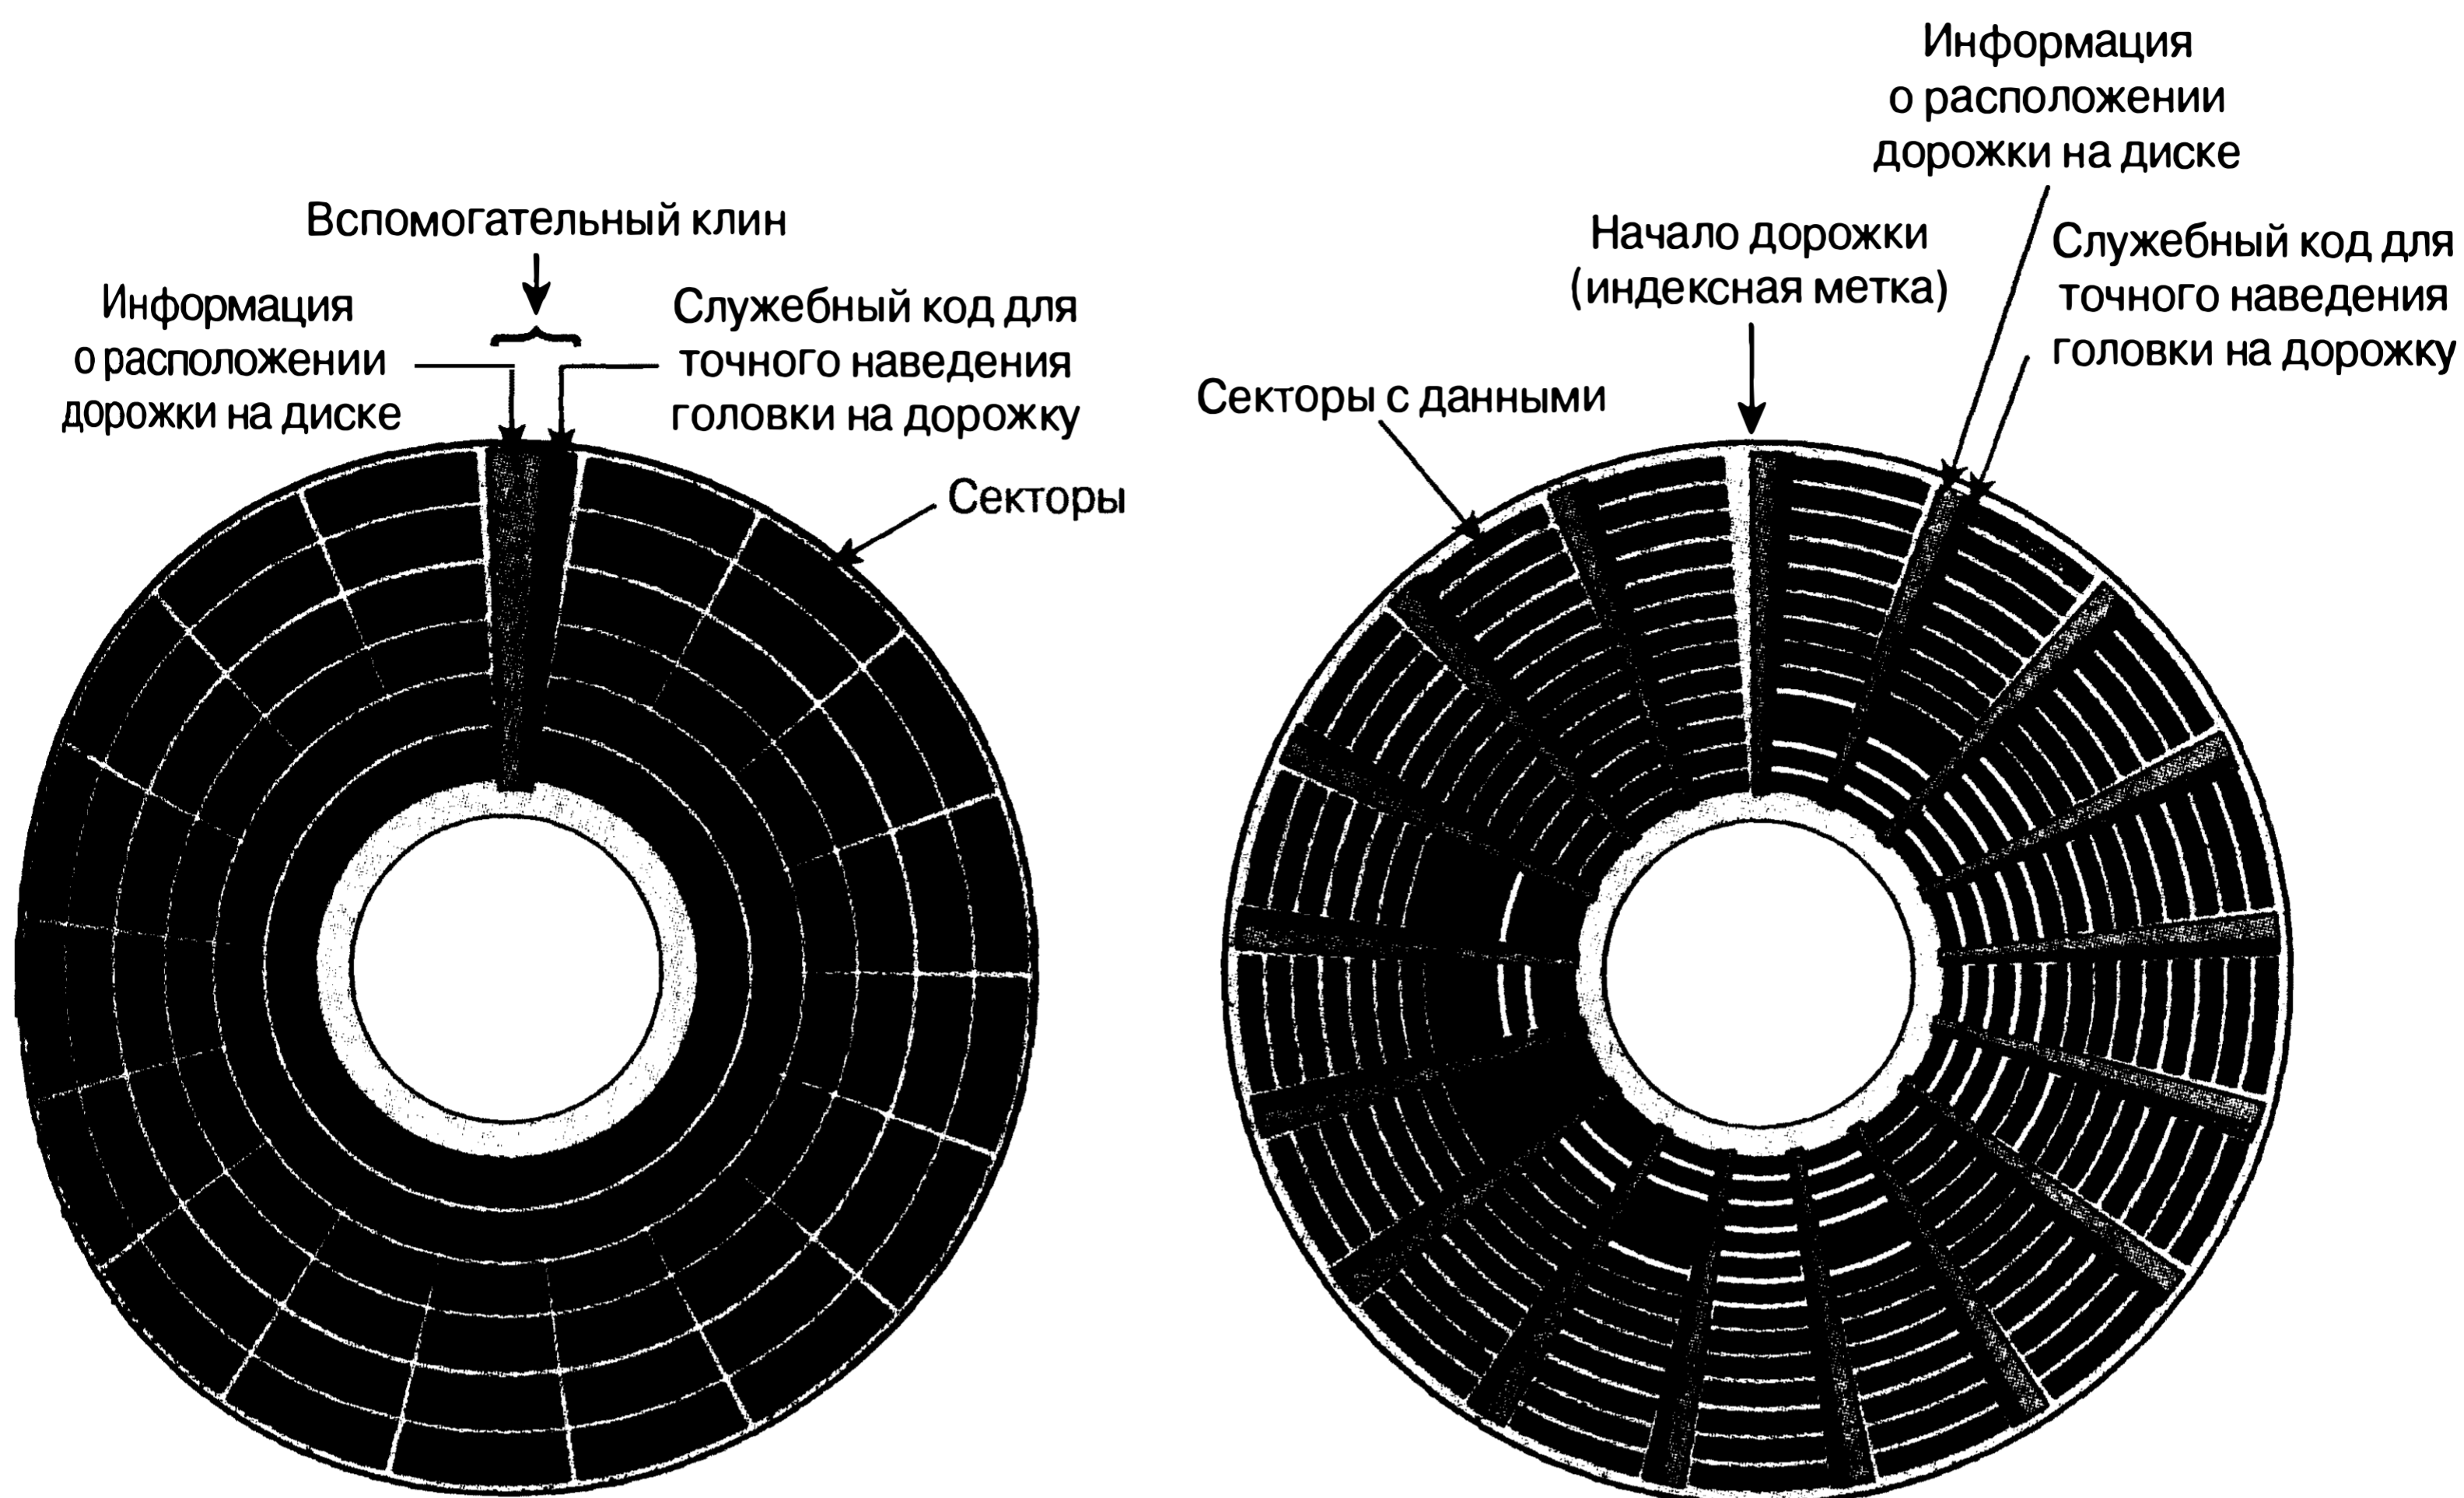 Вспомогательный клин
Информация
о расположении
дорожки на диске
Служебный код для
точного наведения
головки на дорожку
Секторы
Информация
о расположении
дорожки на диске
Начало дорожки
(индексная метка)
Служебный код для
точного наведения
головки на дорожку
Секторы с данными